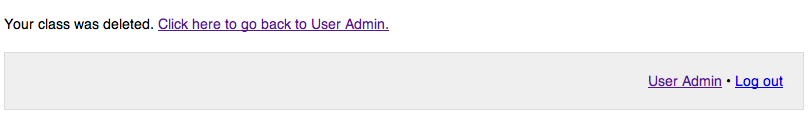 Your class was deleted. Click here to go back to User Admin.
User Admin • Log out